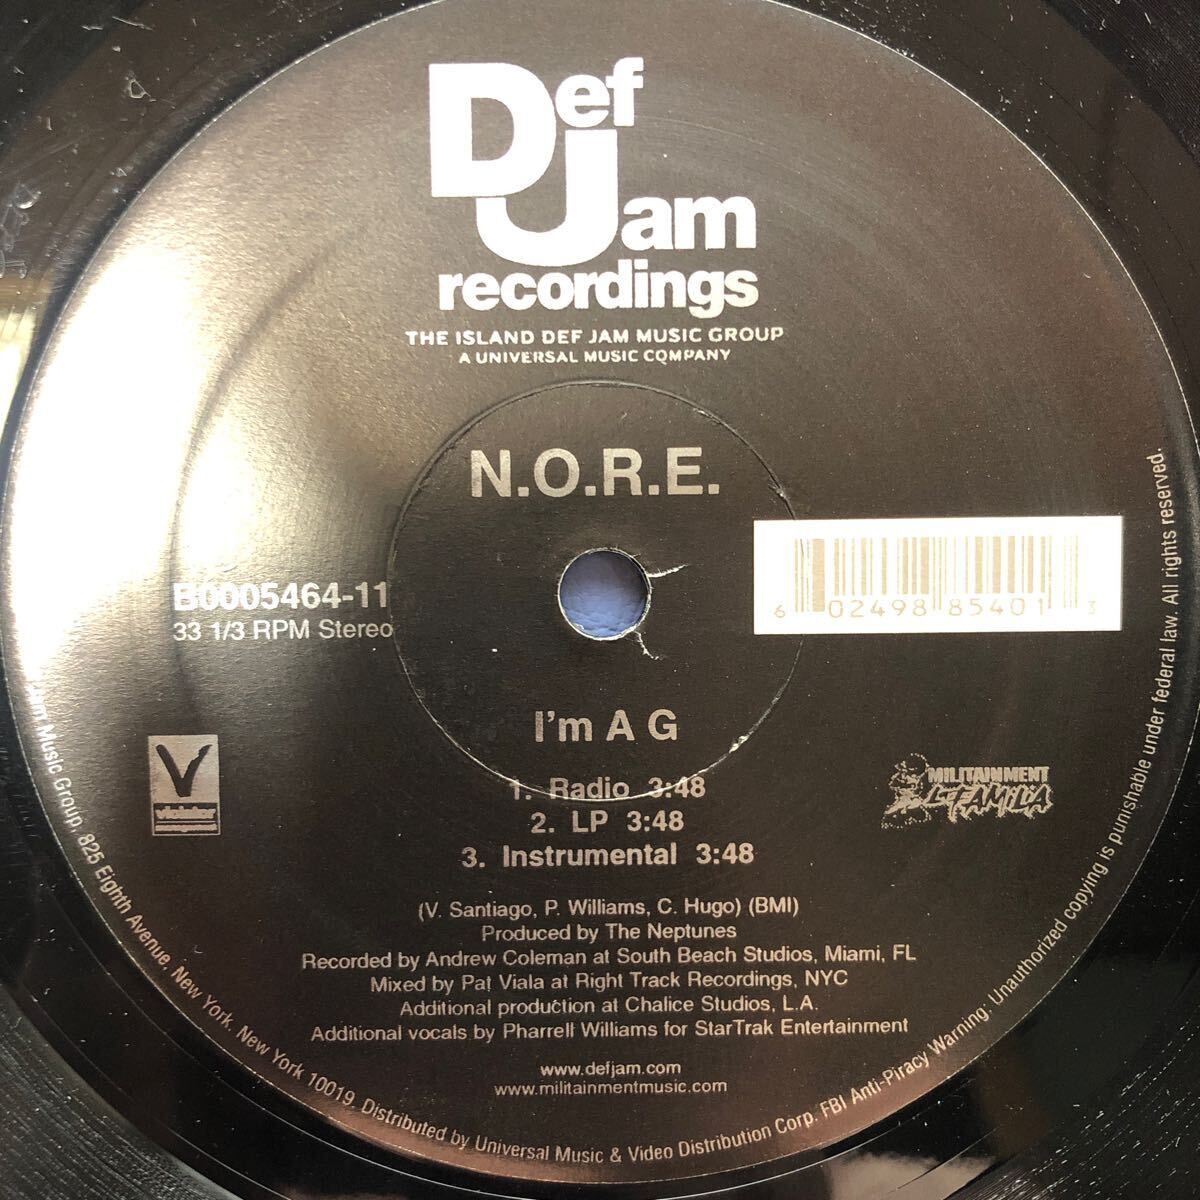 Def
Jam
recordings
THE ISLAND DEF JAM MUSIC GROUP
A UNIVERSAL MUSIC COMPANY
N.O.R.E.
B0005464-11
33 1/3 RPM Stereo
6 02498 85401 3
I'm A G
1. Radio 3:48
2. LP 3:48
3. Instrumental 3:48
V
violator
management
MILITAINMENT
LA FAMILIA
(V. Santiago, P. Williams, C. Hugo) (BMI)
Produced by The Neptunes
Recorded by Andrew Coleman at South Beach Studios, Miami, FL
Mixed by Pat Viala at Right Track Recordings, NYC
Additional production at Chalice Studios, L.A.
Additional vocals by Pharrell Williams for StarTrak Entertainment
www.defjam.com
www.militainmentmusic.com
Jam Music Group, 825 Eighth Avenue, New York, New York 10019. Distributed by Universal Music & Video Distribution Corp. FBI Anti-Piracy Warning: Unauthorized copying is punishable under federal law. All rights reserved.